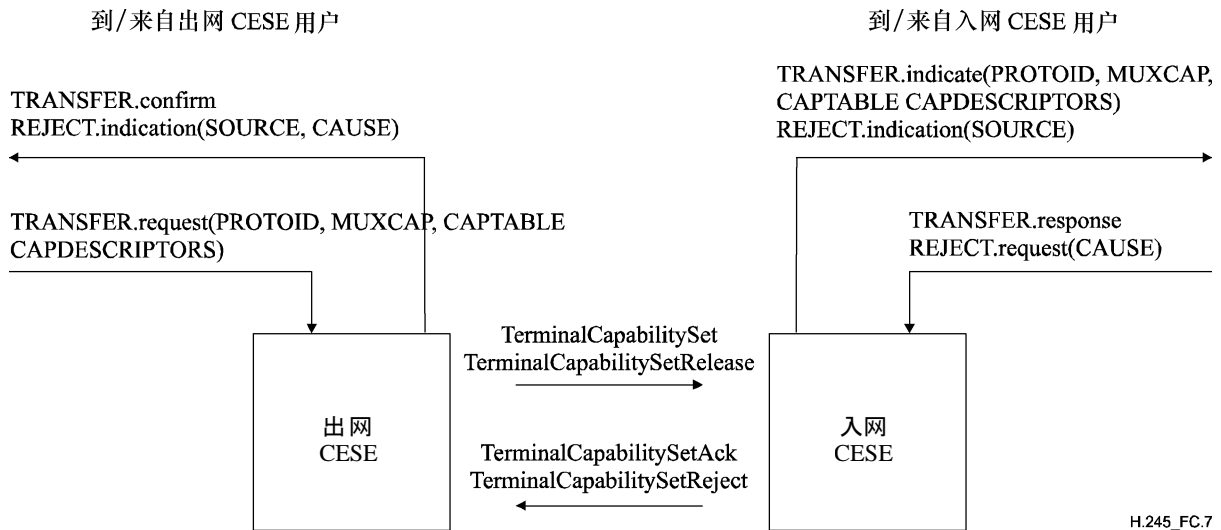 到/来自出网 CESE 用户
到/来自入网 CESE 用户
TRANSFER.confirm
REJECT.indication(SOURCE, CAUSE)
TRANSFER.indicate(PROTOID, MUXCAP,
CAPTABLE CAPDESCRIPTORS)
REJECT.indication(SOURCE)
TRANSFER.request(PROTOID, MUXCAP, CAPTABLE
CAPDESCRIPTORS)
TRANSFER.response
REJECT.request(CAUSE)
TerminalCapabilitySet
TerminalCapabilitySetRelease
出网
CESE
TerminalCapabilitySetAck
TerminalCapabilitySetReject
入网
CESE
H.245_FC.7